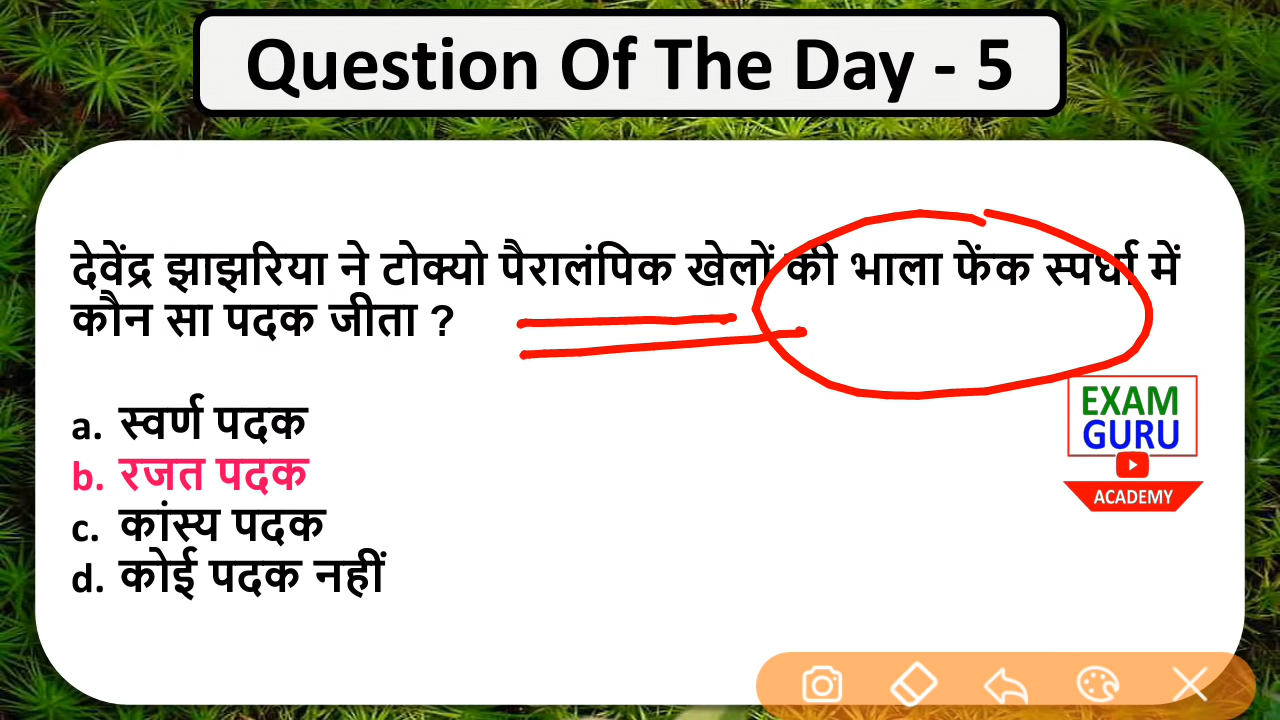 Question Of The Day - 5
देवेंद्र झाझरिया ने टोक्यो पैरालंपिक खेलों की भाला फेंक स्पर्धा में
कौन सा पदक जीता ?
a. स्वर्ण पदक
b. रजत पदक
c. कांस्य पदक
d. कोई पदक नहीं
EXAM
GURU
ACADEMY